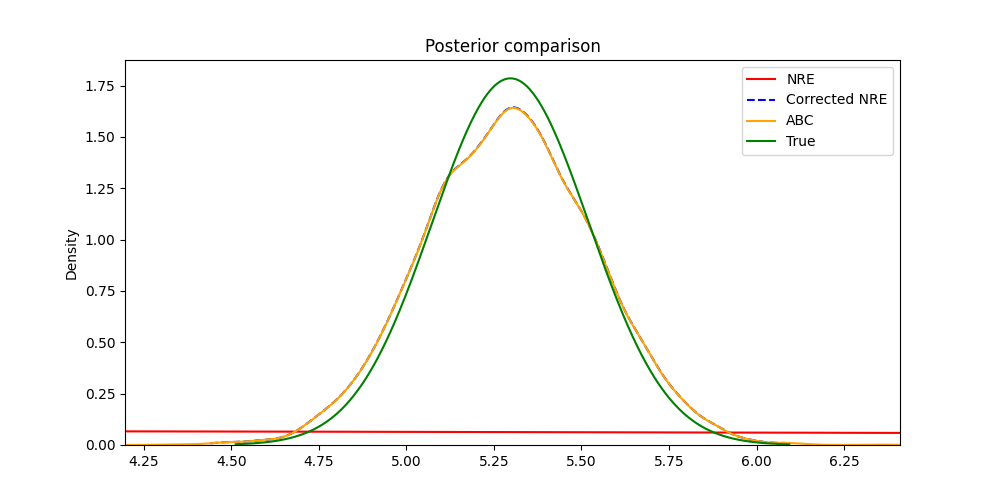 Posterior comparison
NRE
Corrected NRE
ABC
True
Density
1.75
1.50
1.25
1.00
0.75
0.50
0.25
0.00
4.25 4.50 4.75 5.00 5.25 5.50 5.75 6.00 6.25